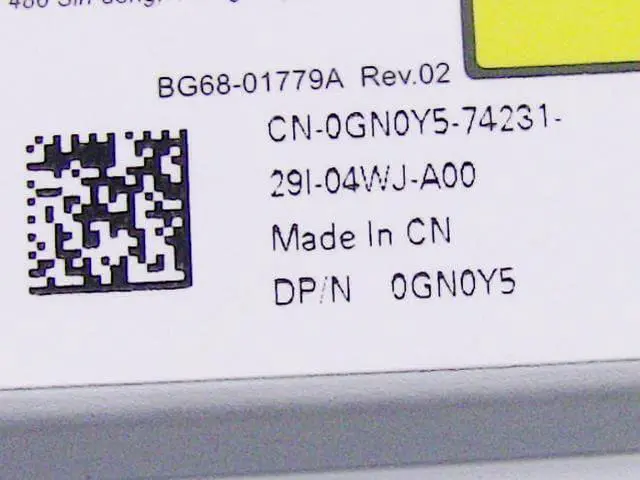 BG68-01779A Rev.02
CN-0GN0Y5-74231-
29I-04WJ-A00
Made In CN
DP/N 0GN0Y5